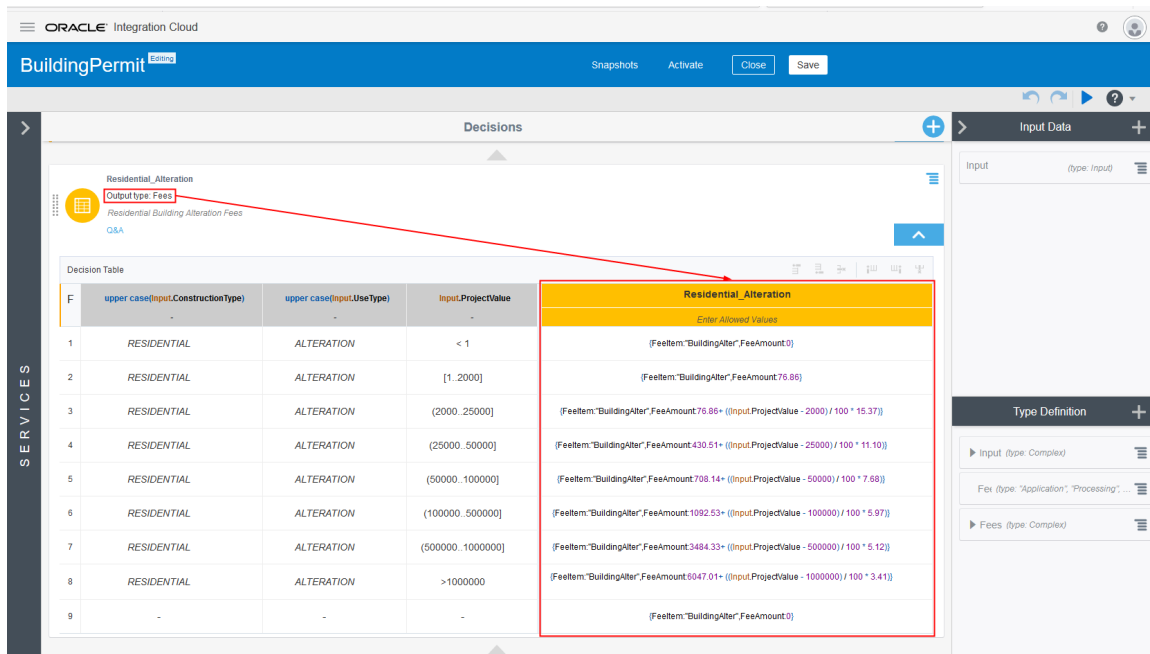 ORACLE Integration Cloud
BuildingPermit Editing
Snapshots Activate Close Save
Decisions
Input Data
Residential_Alteration
Output type: Fees
Residential Building Alteration Fees
Q&A
Input (type: Input)
Decision Table
F upper case(Input.ConstructionType) upper case(Input.UseType) Input.ProjectValue Residential_Alteration
- - - Enter Allowed Values
1 RESIDENTIAL ALTERATION < 1 {FeeItem:"BuildingAlter",FeeAmount:0}
2 RESIDENTIAL ALTERATION [1..2000] {FeeItem:"BuildingAlter",FeeAmount:76.86}
3 RESIDENTIAL ALTERATION (2000..25000] {FeeItem:"BuildingAlter",FeeAmount:76.86+ ((Input.ProjectValue - 2000) / 100 * 15.37)}
4 RESIDENTIAL ALTERATION (25000..50000] {FeeItem:"BuildingAlter",FeeAmount:430.51+ ((Input.ProjectValue - 25000) / 100 * 11.10)}
5 RESIDENTIAL ALTERATION (50000..100000] {FeeItem:"BuildingAlter",FeeAmount:708.14+ ((Input.ProjectValue - 50000) / 100 * 7.68)}
6 RESIDENTIAL ALTERATION (100000..500000] {FeeItem:"BuildingAlter",FeeAmount:1092.53+ ((Input.ProjectValue - 100000) / 100 * 5.97)}
7 RESIDENTIAL ALTERATION (500000..1000000] {FeeItem:"BuildingAlter",FeeAmount:3484.33+ ((Input.ProjectValue - 500000) / 100 * 5.12)}
8 RESIDENTIAL ALTERATION >1000000 {FeeItem:"BuildingAlter",FeeAmount:6047.01+ ((Input.ProjectValue - 1000000) / 100 * 3.41)}
9 - - - {FeeItem:"BuildingAlter",FeeAmount:0}
SERVICES
Type Definition
Input (type: Complex)
Fee (type: "Application", "Processing", ...
Fees (type: Complex)